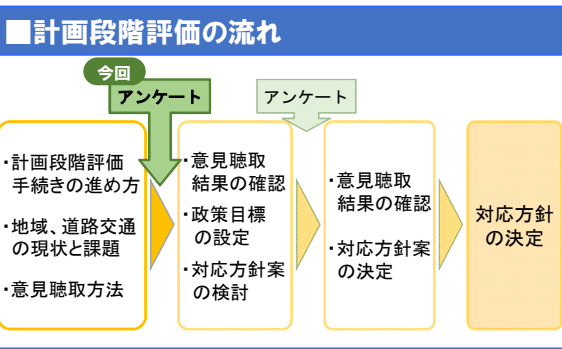 ■計画段階評価の流れ
今回
アンケート
アンケート
・計画段階評価
手続きの進め方
・地域、道路交通
の現状と課題
・意見聴取方法
・意見聴取
結果の確認
・政策目標
の設定
・対応方針案
の検討
・意見聴取
結果の確認
・対応方針案
の決定
対応方針
の決定